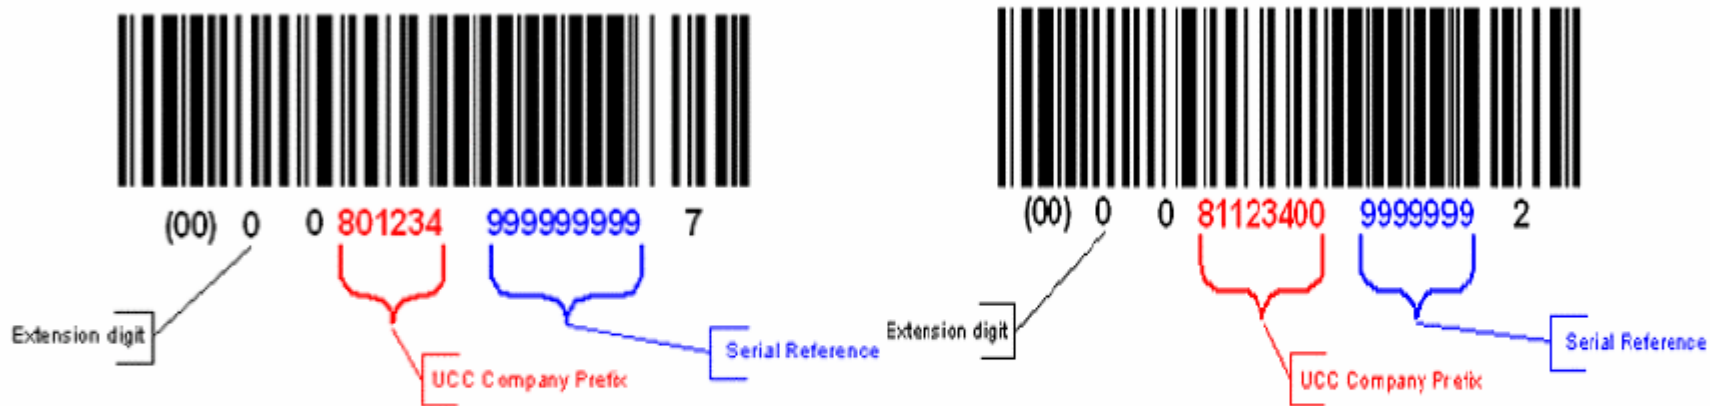 (00) 0 0 801234 999999999 7
Extension digit
Serial Reference
UCC Company Prefix
(00) 0 0 81123400 9999999 2
Extension digit
Serial Reference
UCC Company Prefix